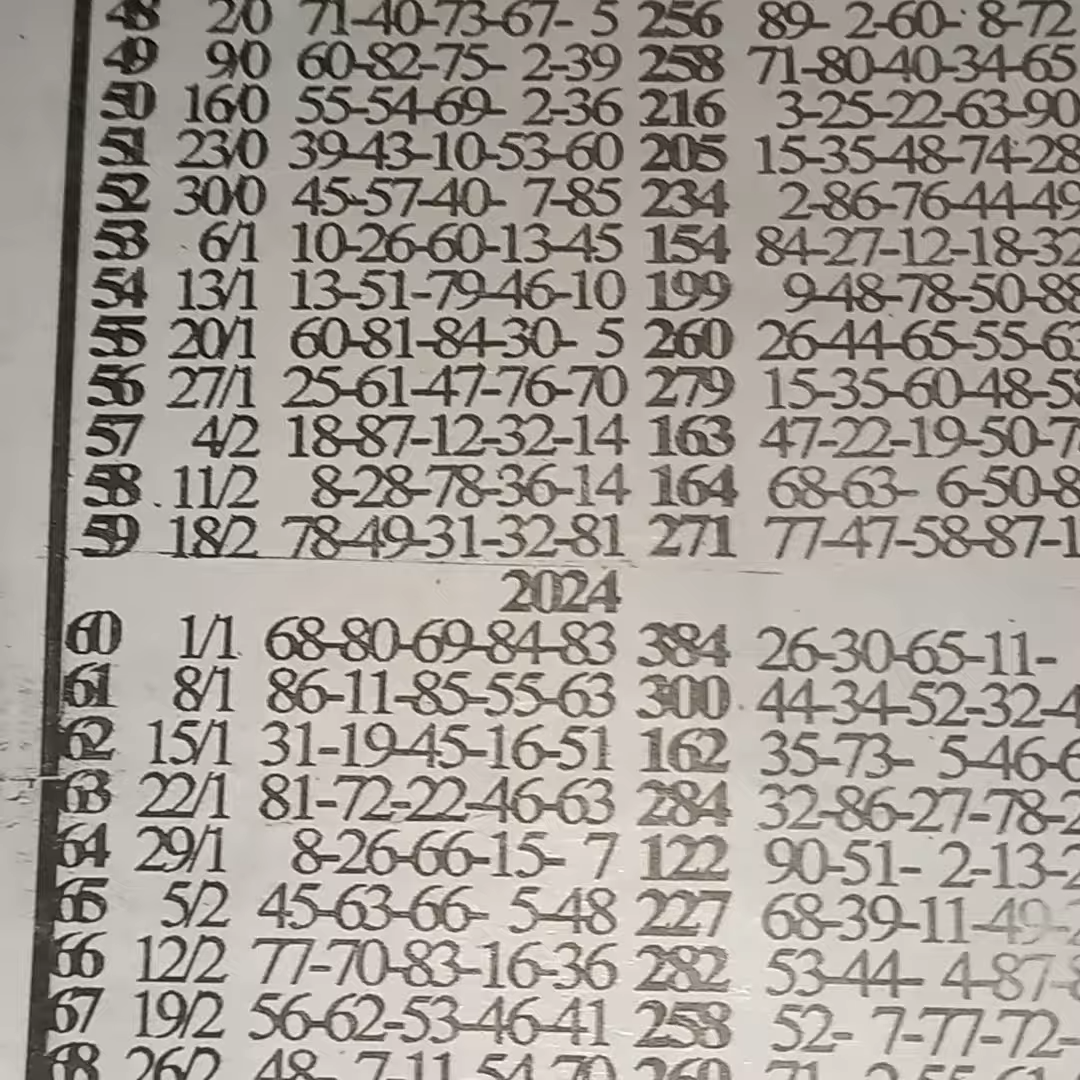 48 2/0 71-40-73-67- 5 256 89- 2-60- 8-72
49 9/0 60-82-75- 2-39 258 71-80-40-34-65
50 16/0 55-54-69- 2-36 216 3-25-22-63-90
51 23/0 39-43-10-53-60 205 15-35-48-74-28
52 30/0 45-57-40- 7-85 234 2-86-76-44-49
53 6/1 10-26-60-13-45 154 84-27-12-18-32
54 13/1 13-51-79-46-10 199 9-48-78-50-88
55 20/1 60-81-84-30- 5 260 26-44-65-55-63
56 27/1 25-61-47-76-70 279 15-35-60-48-58
57 4/2 18-87-12-32-14 163 47-22-19-50-7
58 11/2 8-28-78-36-14 164 68-63- 6-50-8
59 18/2 78-49-31-32-81 271 77-47-58-87-1
2024
60 1/1 68-80-69-84-83 384 26-30-65-11-
61 8/1 86-11-85-55-63 300 44-34-52-32-4
62 15/1 31-19-45-16-51 162 35-73- 5-46-6
63 22/1 81-72-22-46-63 284 32-86-27-78-2
64 29/1 8-26-66-15- 7 122 90-51- 2-13-2
65 5/2 45-63-66- 5-48 227 68-39-11-49-2
66 12/2 77-70-83-16-36 282 53-44- 4-87-8
67 19/2 56-62-53-46-41 258 52- 7-77-72-
68 26/2 48- 7-11-54-70 260 71